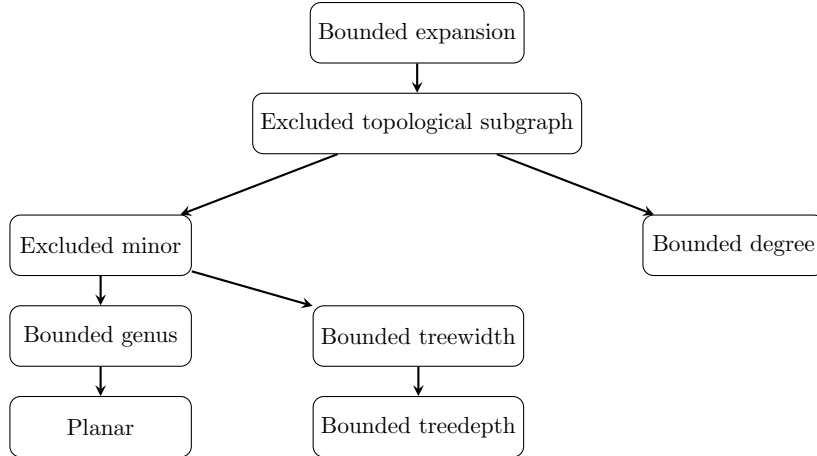 Bounded expansion
Excluded topological subgraph
Excluded minor
Bounded degree
Bounded genus
Bounded treewidth
Planar
Bounded treedepth